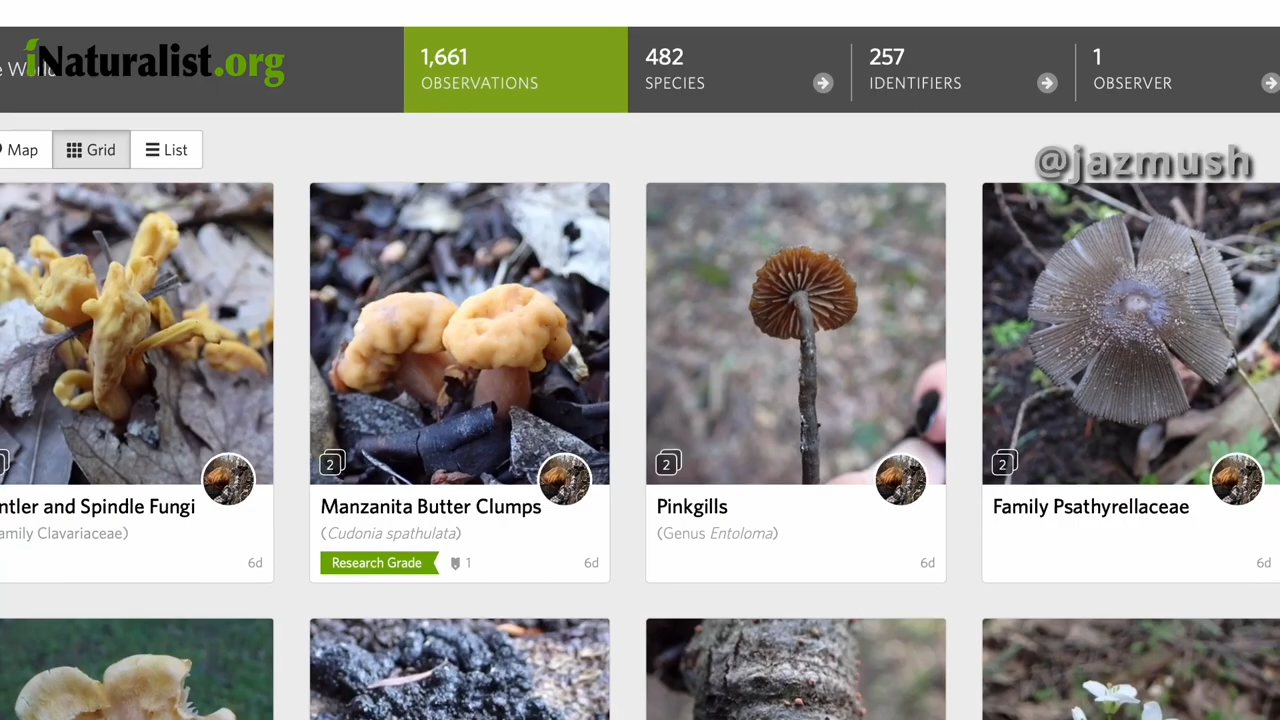 iNaturalist.org
1,661
OBSERVATIONS
482
SPECIES
257
IDENTIFIERS
1
OBSERVER
Map
Grid
List
@jazmush
2
2
2
ntler and Spindle Fungi
amily Clavariaceae)
6d
Manzanita Butter Clumps
(Cudonia spathulata)
Research Grade
1
6d
Pinkgills
(Genus Entoloma)
6d
Family Psathyrellaceae
6d